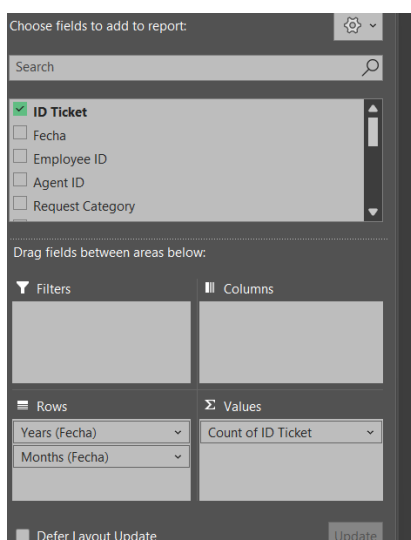 Choose fields to add to report:
Search
ID Ticket
Fecha
Employee ID
Agent ID
Request Category
Drag fields between areas below:
Filters
Columns
Rows
Σ Values
Years (Fecha)
Count of ID Ticket
Months (Fecha)
Defer Layout Update
Update